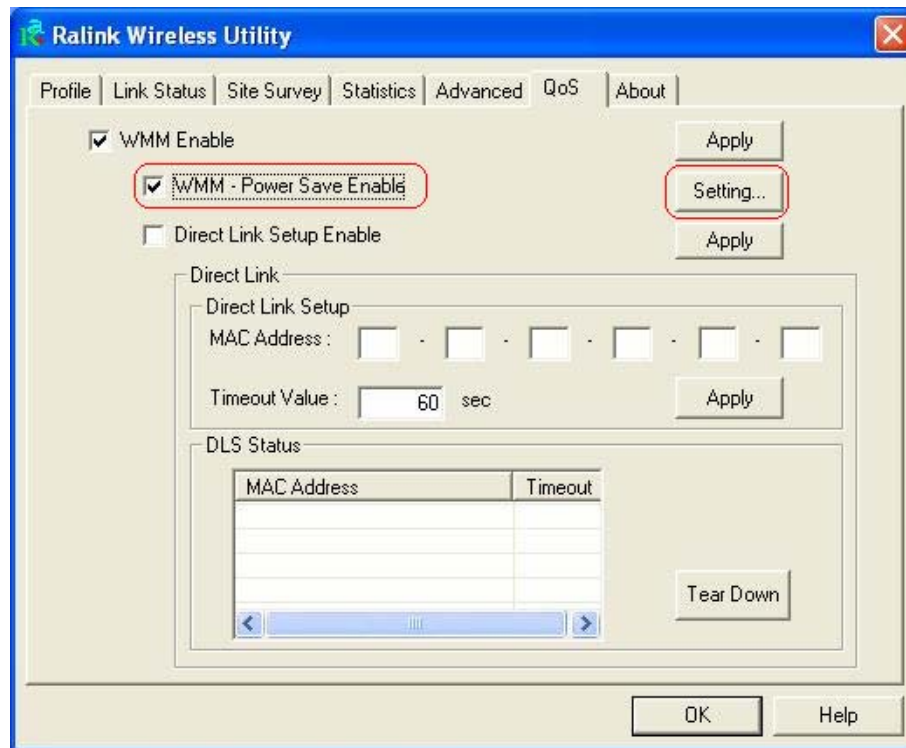 Ralink Wireless Utility
Profile Link Status Site Survey Statistics Advanced QoS About
WMM Enable Apply
WMM - Power Save Enable Setting...
Direct Link Setup Enable Apply
Direct Link
Direct Link Setup
MAC Address : - - - - -
Timeout Value : 60 sec Apply
DLS Status
MAC Address Timeout
Tear Down
OK Help